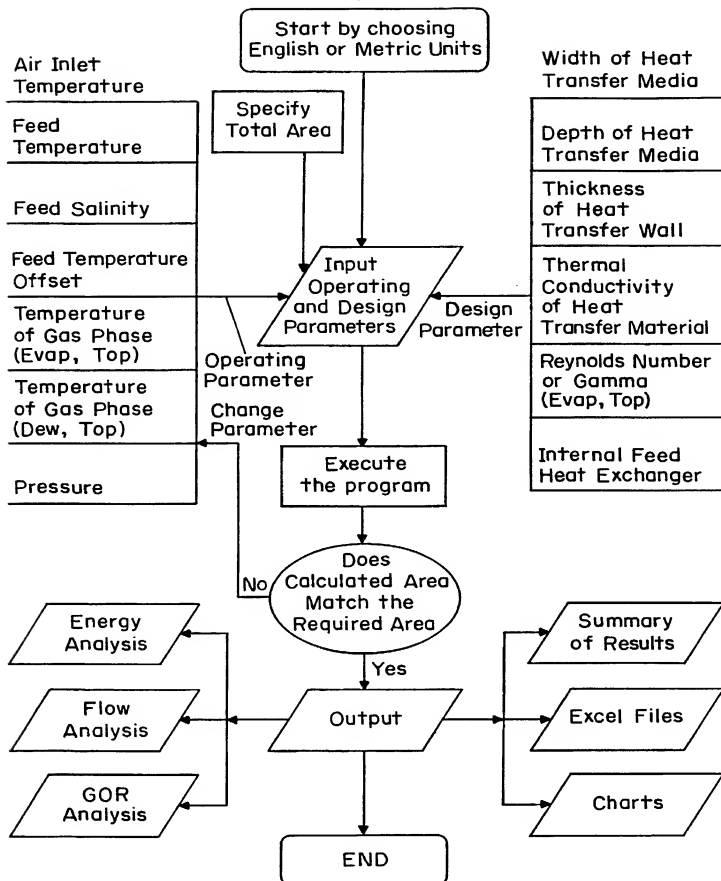 Start by choosing
English or Metric Units
Air Inlet
Temperature
Feed
Temperature
Feed Salinity
Feed Temperature
Offset
Temperature
of Gas Phase
(Evap, Top)
Temperature
of Gas Phase
(Dew, Top)
Pressure
Specify
Total Area
Input
Operating
and Design
Parameters
Operating
Parameter
Change
Parameter
Design
Parameter
Width of Heat
Transfer Media
Depth of Heat
Transfer Media
Thickness
of Heat
Transfer Wall
Thermal
Conductivity
of Heat
Transfer Material
Reynolds Number
or Gamma
(Evap, Top)
Internal Feed
Heat Exchanger
Execute
the program
Does
Calculated Area
Match the
Required Area
No
Yes
Energy
Analysis
Flow
Analysis
GOR
Analysis
Output
Summary
of Results
Excel Files
Charts
END